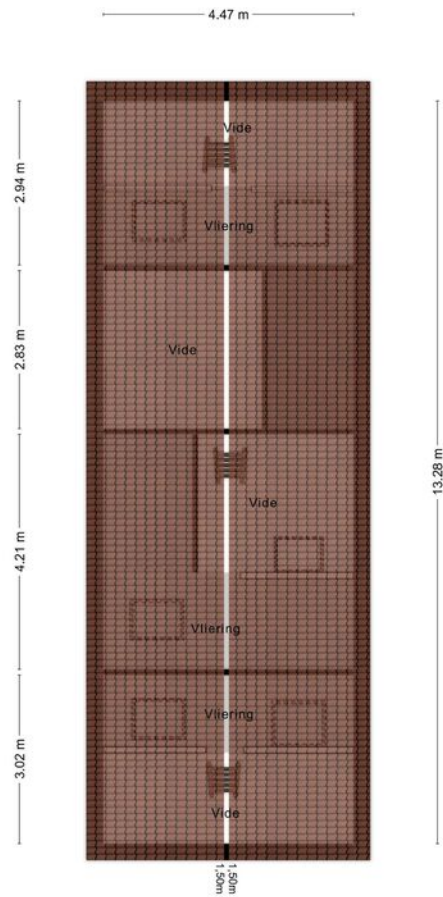 4.47 m
Vide
2.94 m
Vliering
Vide
2.83 m
13.28 m
Vide
4.21 m
Vliering
Vliering
3.02 m
Vide
1,50m
1,50m